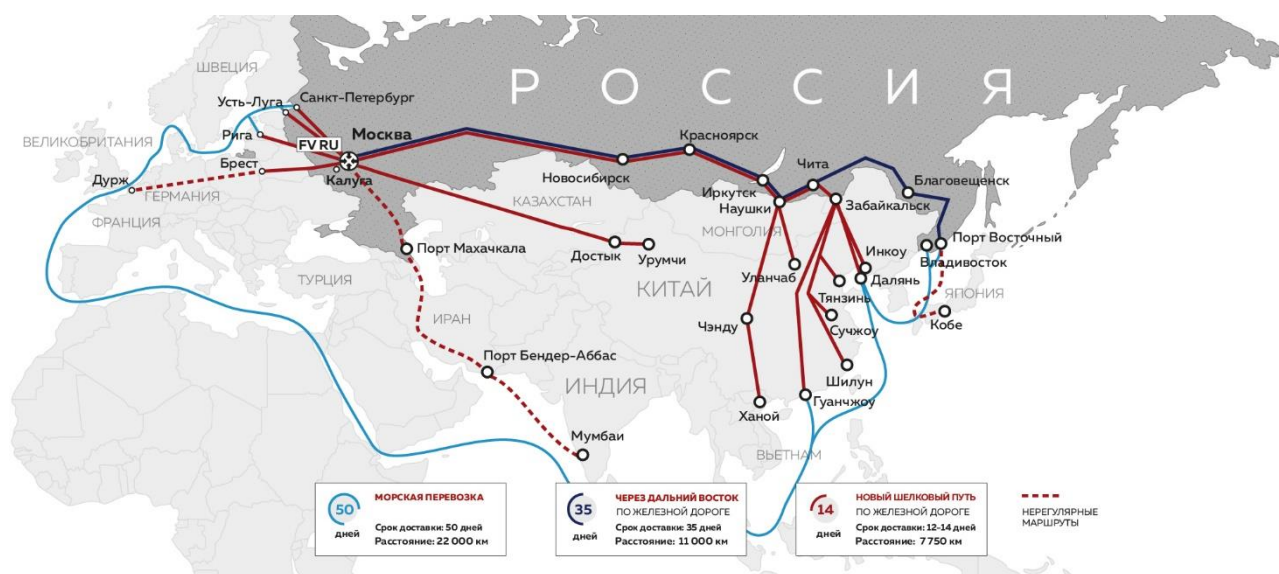 РОССИЯ
ШВЕЦИЯ
Усть-Луга
Санкт-Петербург
ВЕЛИКОБРИТАНИЯ
Рига
FV RU
Москва
Красноярск
Брест
Калуга
Дурж
ГЕРМАНИЯ
ФРАНЦИЯ
Новосибирск
КАЗАХСТАН
Иркутск
Наушки
Чита
Благовещенск
Забайкальск
МОНГОЛИЯ
Порт Махачкала
Достык
Урумчи
Инкоу
Порт Восточный
Владивосток
ТУРЦИЯ
Уланчаб
Далянь
КИТАЙ
Тянзинь
ЯПОНИЯ
ИРАН
Чэнду
Сучжоу
Кобе
Порт Бендер-Аббас
ИНДИЯ
Шилун
Ханой
Гуанчжоу
Мумбаи
ВЬЕТНАМ
50
дней
МОРСКАЯ ПЕРЕВОЗКА
Срок доставки: 50 дней
Расстояние: 22 000 км
35
дней
ЧЕРЕЗ ДАЛЬНИЙ ВОСТОК
ПО ЖЕЛЕЗНОЙ ДОРОГЕ
Срок доставки: 35 дней
Расстояние: 11 000 км
14
дней
НОВЫЙ ШЕЛКОВЫЙ ПУТЬ
ПО ЖЕЛЕЗНОЙ ДОРОГЕ
Срок доставки: 12-14 дней
Расстояние: 7 750 км
НЕРЕГУЛЯРНЫЕ
МАРШРУТЫ